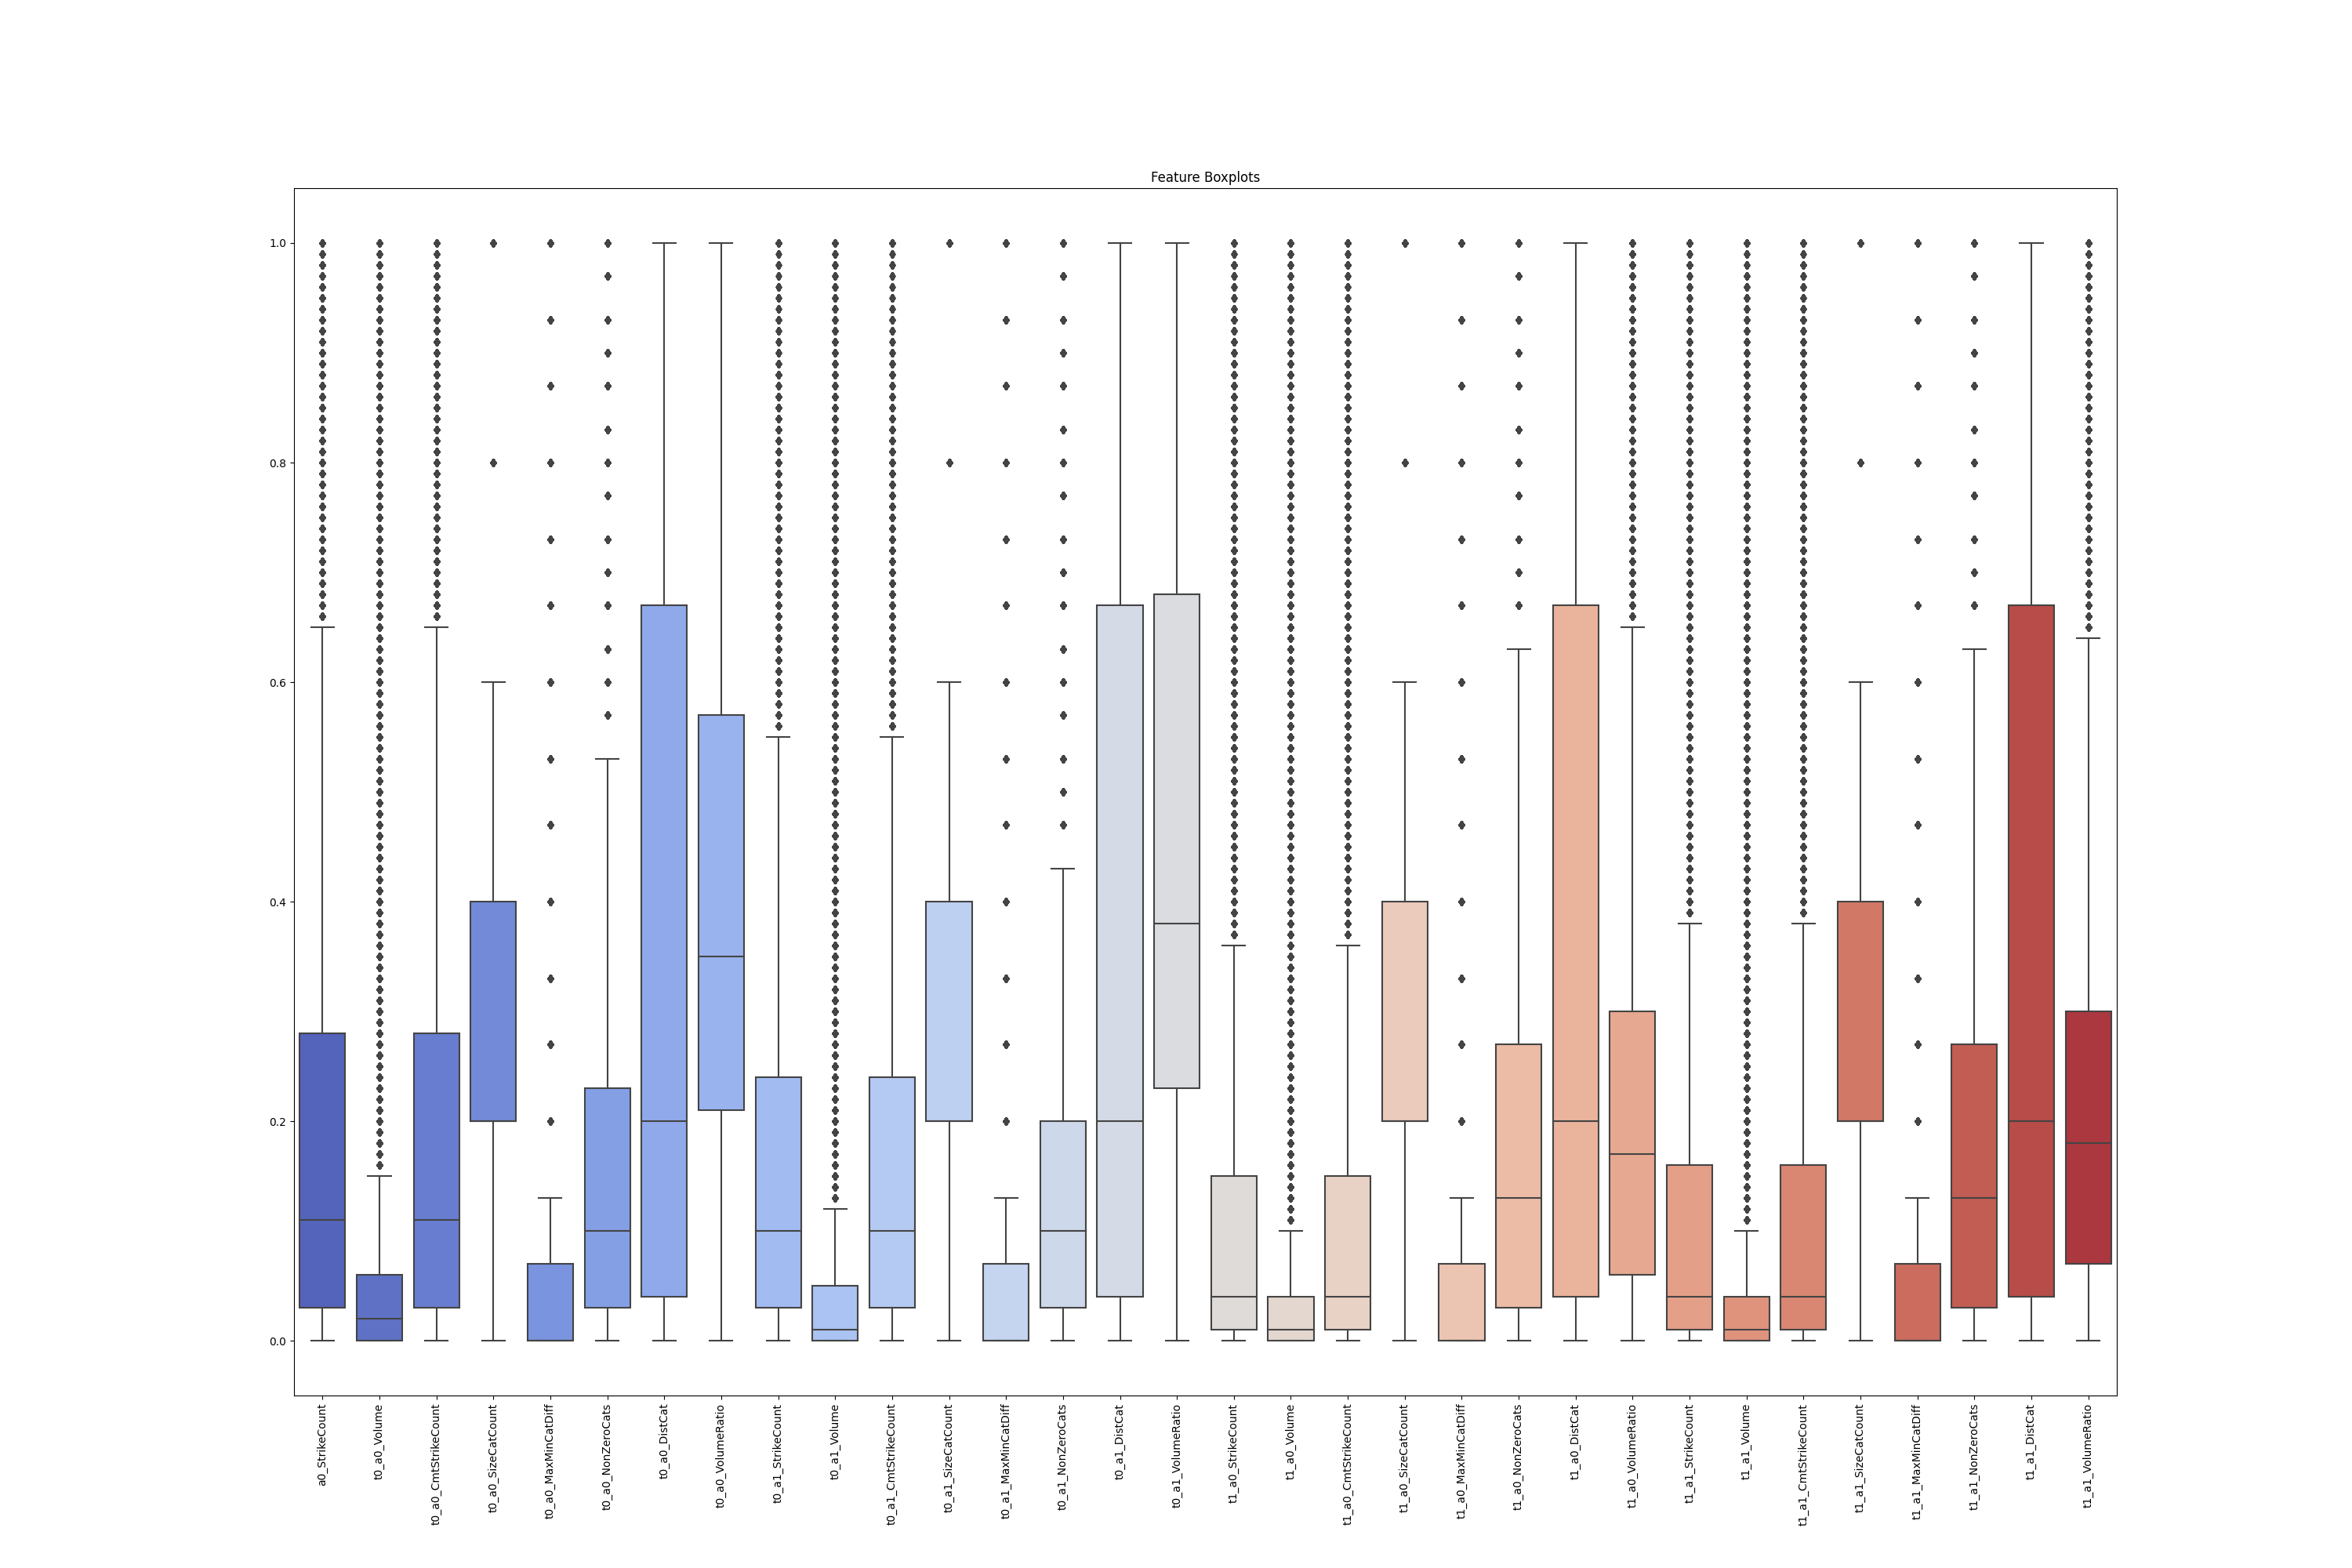 Feature Boxplots
1.0
0.8
0.6
0.4
0.2
0.0
a0_StrikeCount
t0_a0_Volume
t0_a0_CmtStrikeCount
t0_a0_SizeCatCount
t0_a0_MaxMinCatDiff
t0_a0_NonZeroCats
t0_a0_DistCat
t0_a0_VolumeRatio
t0_a1_StrikeCount
t0_a1_Volume
t0_a1_CmtStrikeCount
t0_a1_SizeCatCount
t0_a1_MaxMinCatDiff
t0_a1_NonZeroCats
t0_a1_DistCat
t0_a1_VolumeRatio
t1_a0_StrikeCount
t1_a0_Volume
t1_a0_CmtStrikeCount
t1_a0_SizeCatCount
t1_a0_MaxMinCatDiff
t1_a0_NonZeroCats
t1_a0_DistCat
t1_a0_VolumeRatio
t1_a1_StrikeCount
t1_a1_Volume
t1_a1_CmtStrikeCount
t1_a1_SizeCatCount
t1_a1_MaxMinCatDiff
t1_a1_NonZeroCats
t1_a1_DistCat
t1_a1_VolumeRatio